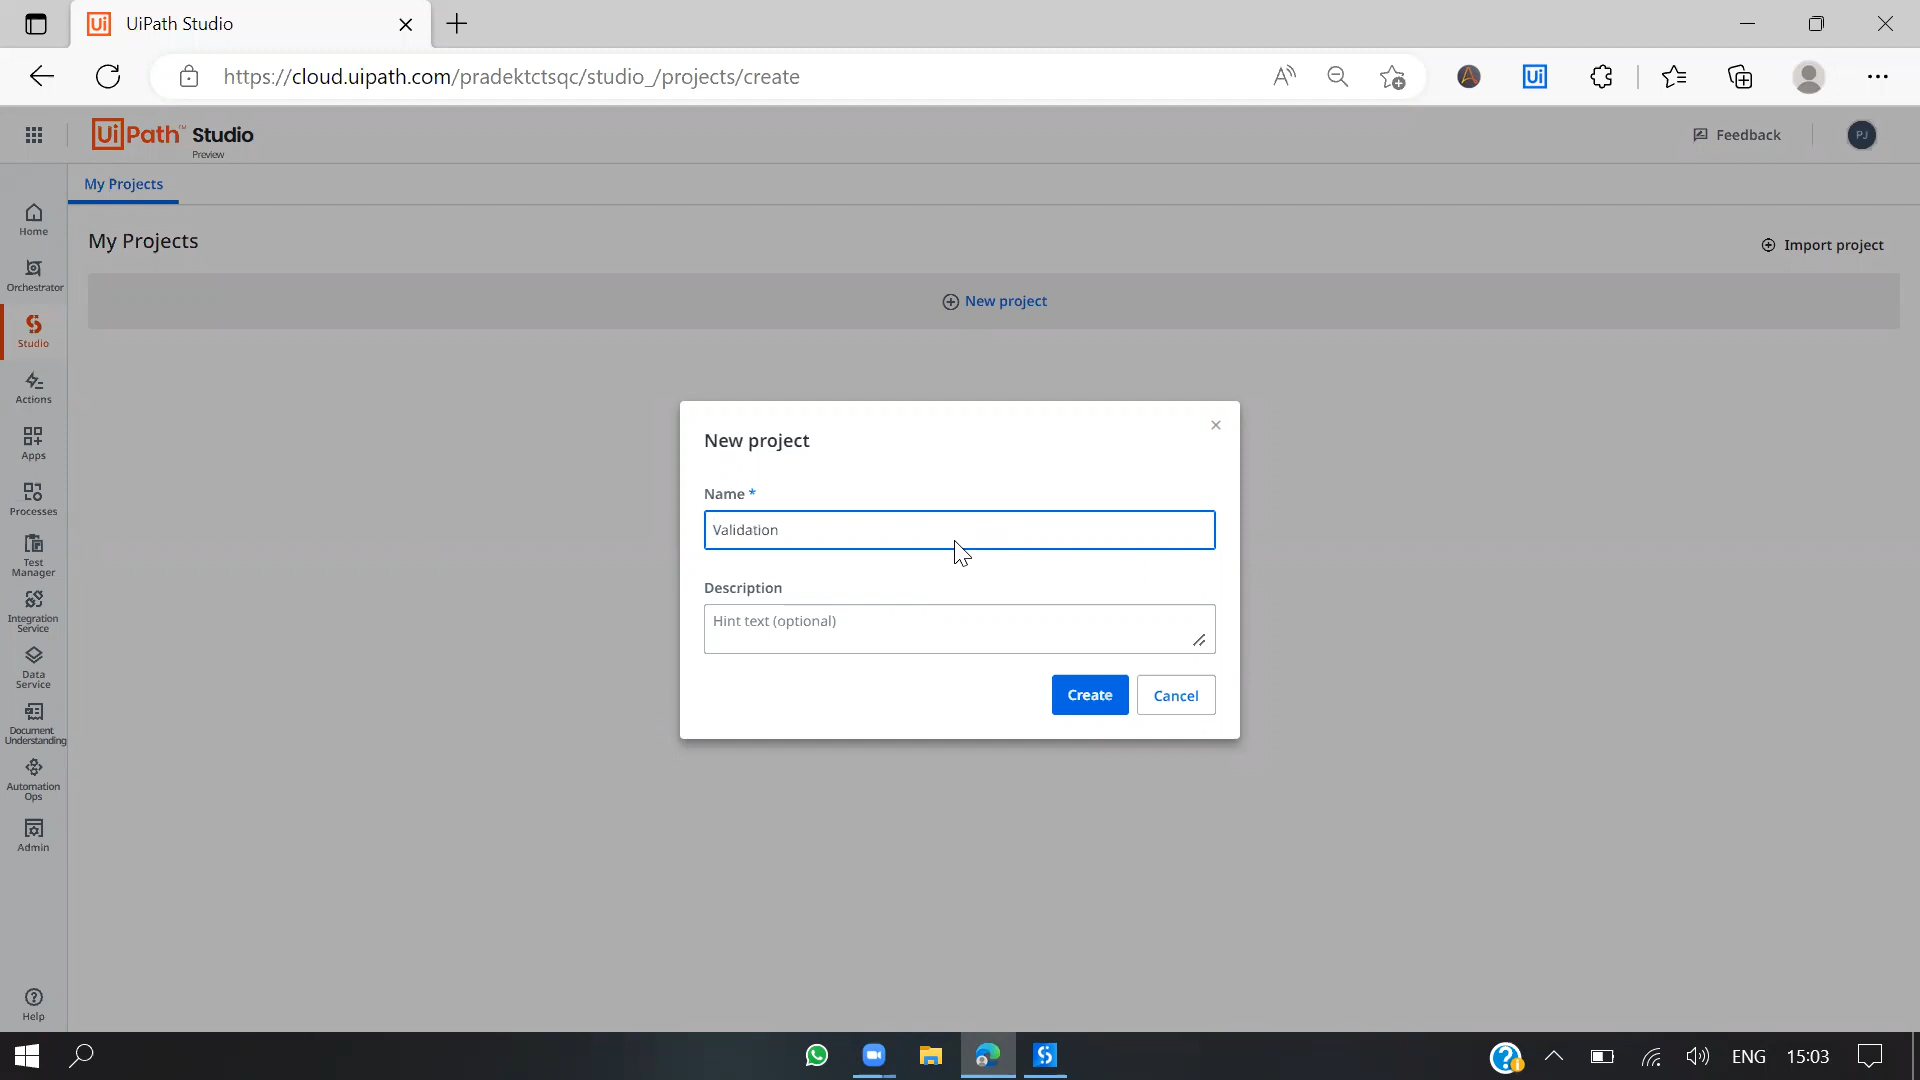 UiPath Studio
https://cloud.uipath.com/pradektctsqc/studio_/projects/create
UiPath™ Studio
Preview
Feedback
PJ
My Projects
Home
Orchestrator
Studio
Actions
Apps
Processes
Test
Manager
Integration
Service
Data
Service
Document
Understanding
Automation
Ops
Admin
Help
My Projects
Import project
New project
New project
Name *
Validation
Description
Hint text (optional)
Create
Cancel
ENG
15:03